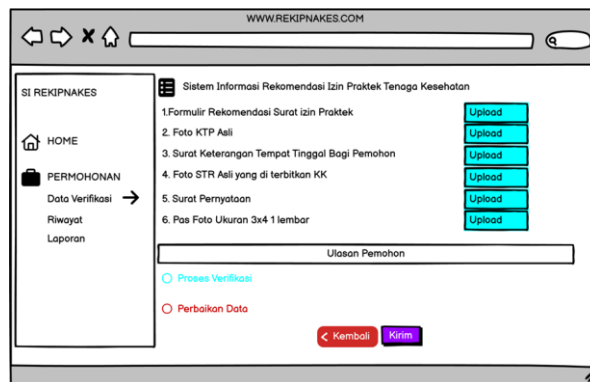 WWW.REKIPNAKES.COM
SI REKIPNAKES
HOME
PERMOHONAN
Data Verifikasi
Riwayat
Laporan
Sistem Informasi Rekomendasi Izin Praktek Tenaga Kesehatan
1.Formulir Rekomendasi Surat izin Praktek Upload
2. Foto KTP Asli Upload
3. Surat Keterangan Tempat Tinggal Bagi Pemohon Upload
4. Foto STR Asli yang di terbitkan KK Upload
5. Surat Pernyataan Upload
6. Pas Foto Ukuran 3x4 1 lembar Upload
Ulasan Pemohon
Proses Verifikasi
Perbaikan Data
< Kembali Kirim